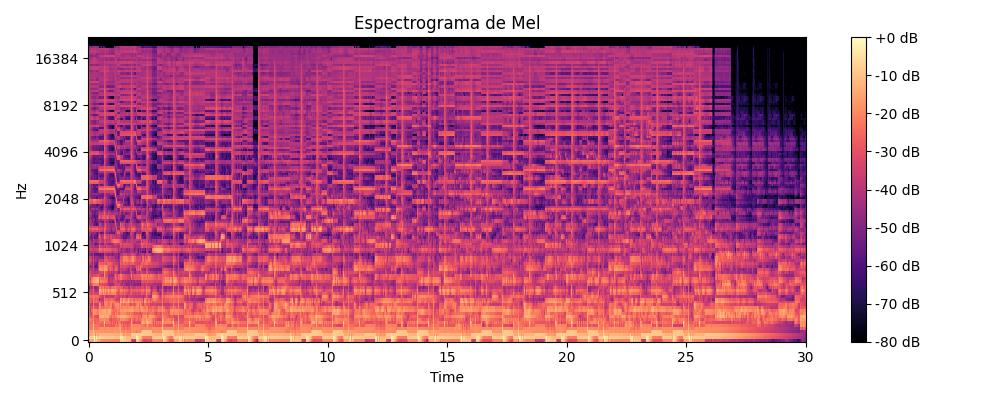 Espectrograma de Mel
Hz
16384
8192
4096
2048
1024
512
0
0 5 10 15 20 25 30
Time
+0 dB
-10 dB
-20 dB
-30 dB
-40 dB
-50 dB
-60 dB
-70 dB
-80 dB